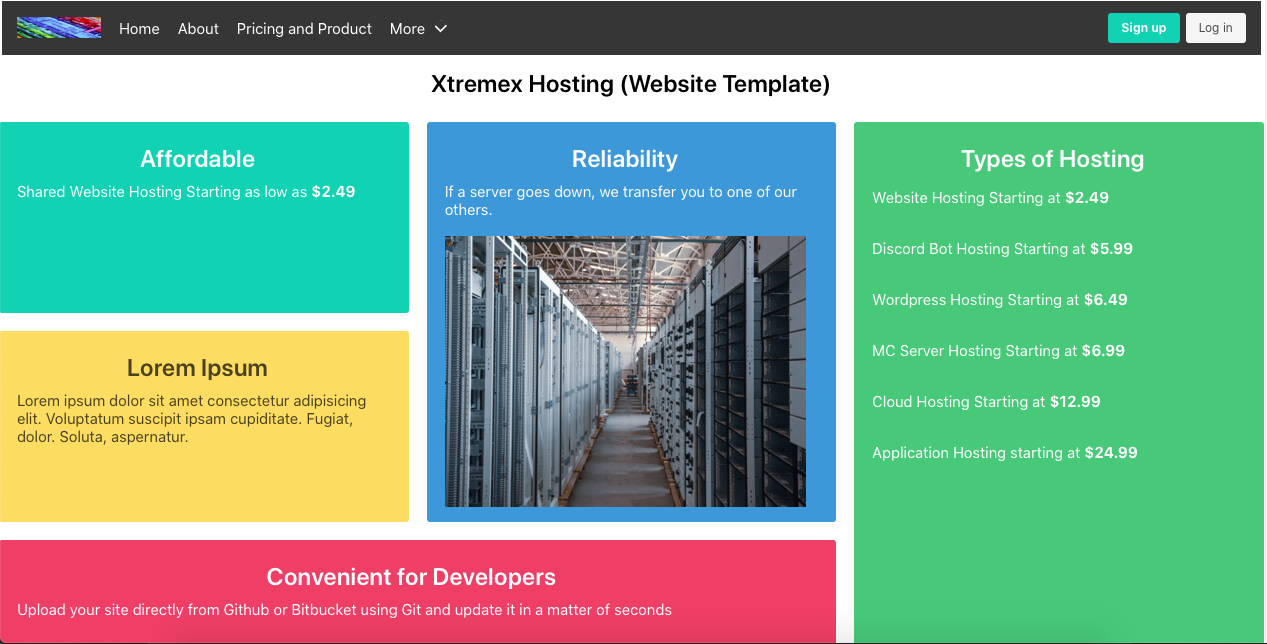 Home About Pricing and Product More Sign up Log in
Xtremex Hosting (Website Template)
Affordable
Shared Website Hosting Starting as low as $2.49
Lorem Ipsum
Lorem ipsum dolor sit amet consectetur adipisicing
elit. Voluptatum suscipit ipsam cupiditate. Fugiat,
dolor. Soluta, aspernatur.
Reliability
If a server goes down, we transfer you to one of our
others.
Types of Hosting
Website Hosting Starting at $2.49
Discord Bot Hosting Starting at $5.99
Wordpress Hosting Starting at $6.49
MC Server Hosting Starting at $6.99
Cloud Hosting Starting at $12.99
Application Hosting starting at $24.99
Convenient for Developers
Upload your site directly from Github or Bitbucket using Git and update it in a matter of seconds